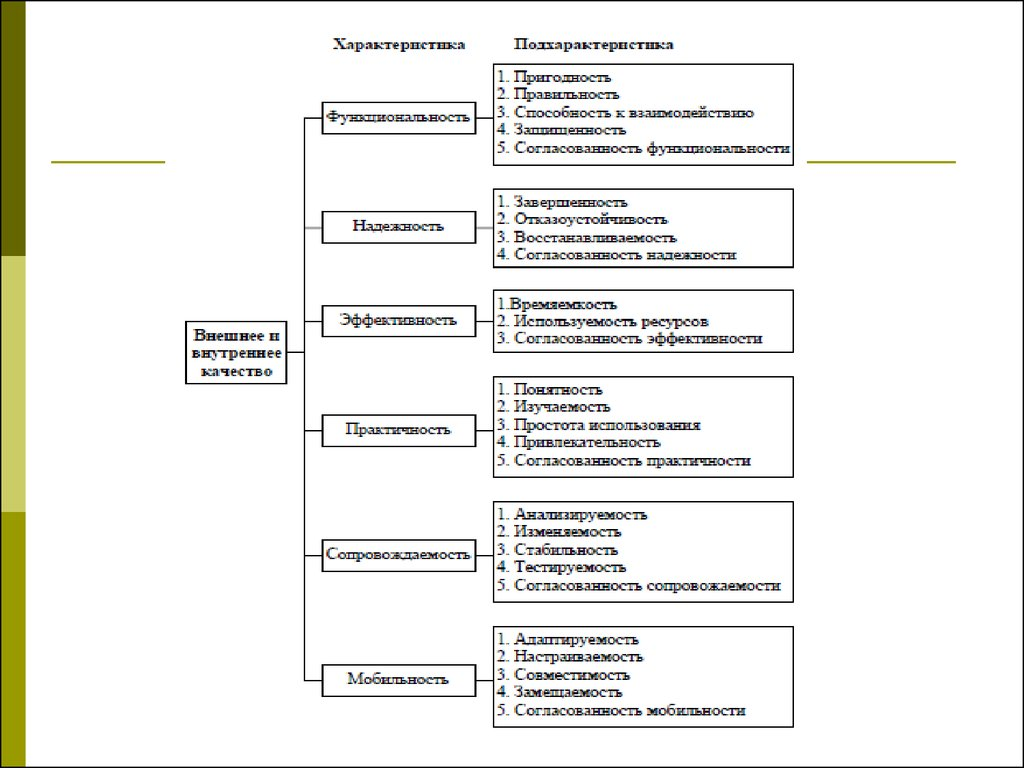 Характеристика Подхарактеристика
Функциональность
1. Пригодность
2. Правильность
3. Способность к взаимодействию
4. Защищенность
5. Согласованность функциональности
Надежность
1. Завершенность
2. Отказоустойчивость
3. Восстанавливаемость
4. Согласованность надежности
Внешнее и
внутреннее
качество
Эффективность
1.Времяемкость
2. Используемость ресурсов
3. Согласованность эффективности
Практичность
1. Понятность
2. Изучаемость
3. Простота использования
4. Привлекательность
5. Согласованность практичности
Сопровождаемость
1. Анализируемость
2. Изменяемость
3. Стабильность
4. Тестируемость
5. Согласованность сопровожаемости
Мобильность
1. Адаптируемость
2. Настраиваемость
3. Совместимость
4. Замещаемость
5. Согласованность мобильности